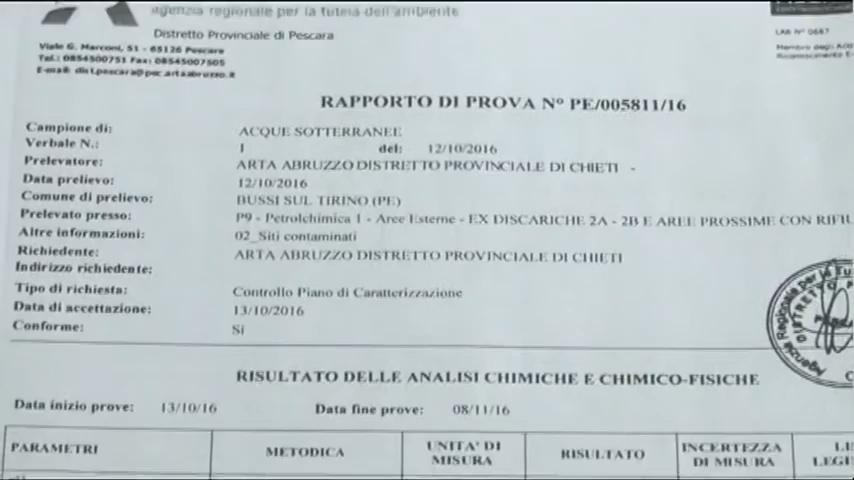 agenzia regionale per la tutela dell'ambiente
Distretto Provinciale di Pescara
Viale G. Marconi, 51 - 65126 Pescara
Tel.: 0854500751 Fax: 08545007505
E-mail: dist.pescara@pec.artaabruzzo.it
LAB N° 0687
Membro degli
RAPPORTO DI PROVA N° PE/005811/16
Campione di: ACQUE SOTTERRANEE
Verbale N.: 1 del: 12/10/2016
Prelevatore: ARTA ABRUZZO DISTRETTO PROVINCIALE DI CHIETI -
Data prelievo: 12/10/2016
Comune di prelievo: BUSSI SUL TIRINO (PE)
Prelevato presso: P9 - Petrolchimica 1 - Aree Esterne - EX DISCARICHE 2A - 2B E AREE PROSSIME CON RIFIU
Altre informazioni: 02_Siti contaminati
Richiedente: ARTA ABRUZZO DISTRETTO PROVINCIALE DI CHIETI
Indirizzo richiedente:
Tipo di richiesta: Controllo Piano di Caratterizzazione
Data di accettazione: 13/10/2016
Conforme: Si
RISULTATO DELLE ANALISI CHIMICHE E CHIMICO-FISICHE
Data inizio prove: 13/10/16 Data fine prove: 08/11/16
PARAMETRI METODICA UNITA' DI MISURA RISULTATO INCERTEZZA DI MISURA